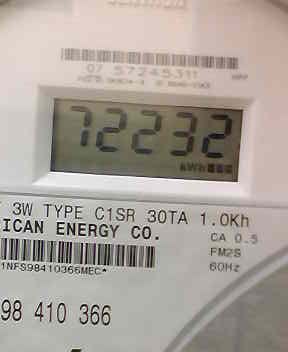 07 57245311
72232
kWh
3W TYPE C1SR 30TA 1.0Kh
ICAN ENERGY CO.
CA 0.5
FM2S
1NFS98410366MEC*
60Hz
98 410 366